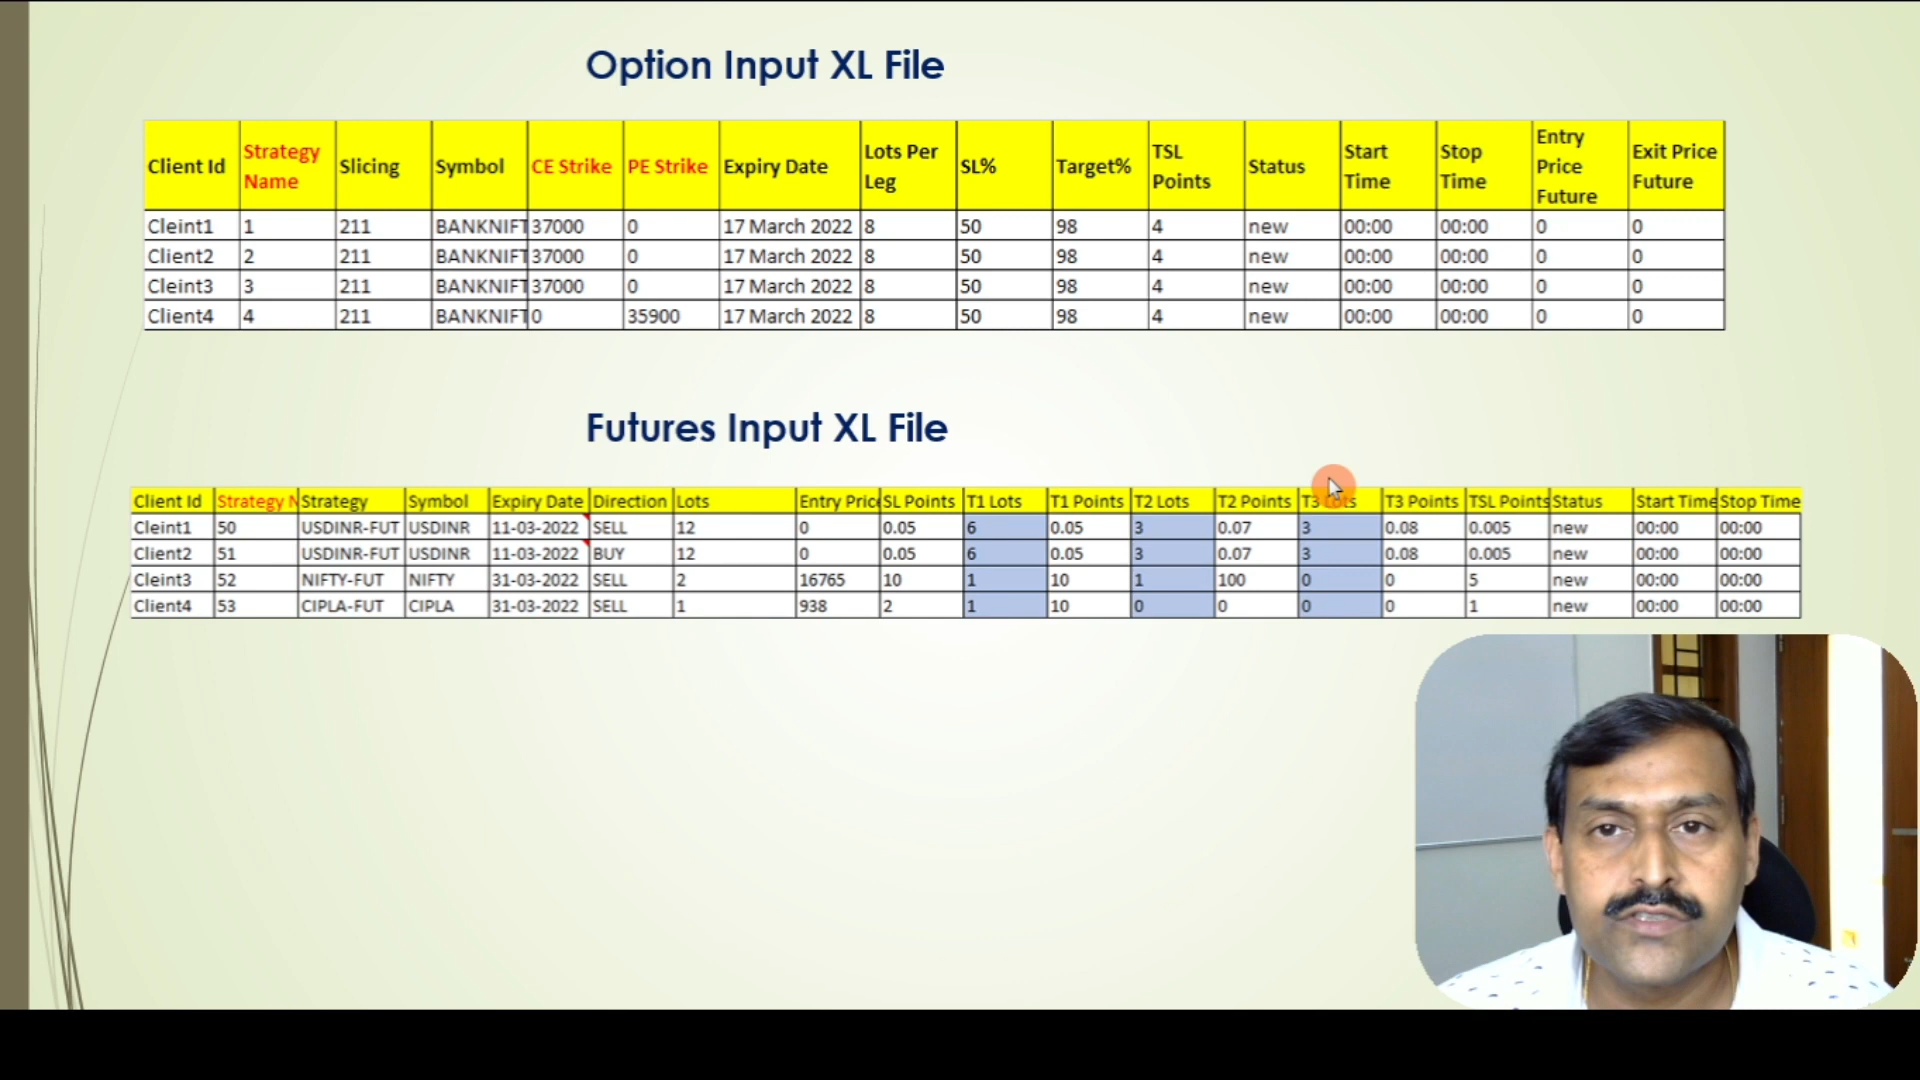 Option Input XL File
Client Id Strategy Name Slicing Symbol CE Strike PE Strike Expiry Date Lots Per Leg SL% Target% TSL Points Status Start Time Stop Time Entry Price Future Exit Price Future
Cleint1 1 211 BANKNIFT 37000 0 17 March 2022 8 50 98 4 new 00:00 00:00 0 0
Client2 2 211 BANKNIFT 37000 0 17 March 2022 8 50 98 4 new 00:00 00:00 0 0
Cleint3 3 211 BANKNIFT 37000 0 17 March 2022 8 50 98 4 new 00:00 00:00 0 0
Client4 4 211 BANKNIFT 0 35900 17 March 2022 8 50 98 4 new 00:00 00:00 0 0
Futures Input XL File
Client Id Strategy N Strategy Symbol Expiry Date Direction Lots Entry Pric SL Points T1 Lots T1 Points T2 Lots T2 Points T3 Lots T3 Points TSL Points Status Start Time Stop Time
Cleint1 50 USDINR-FUT USDINR 11-03-2022 SELL 12 0 0.05 6 0.05 3 0.07 3 0.08 0.005 new 00:00 00:00
Client2 51 USDINR-FUT USDINR 11-03-2022 BUY 12 0 0.05 6 0.05 3 0.07 3 0.08 0.005 new 00:00 00:00
Cleint3 52 NIFTY-FUT NIFTY 31-03-2022 SELL 2 16765 10 1 10 1 100 0 0 5 new 00:00 00:00
Client4 53 CIPLA-FUT CIPLA 31-03-2022 SELL 1 938 2 1 10 0 0 0 0 1 new 00:00 00:00